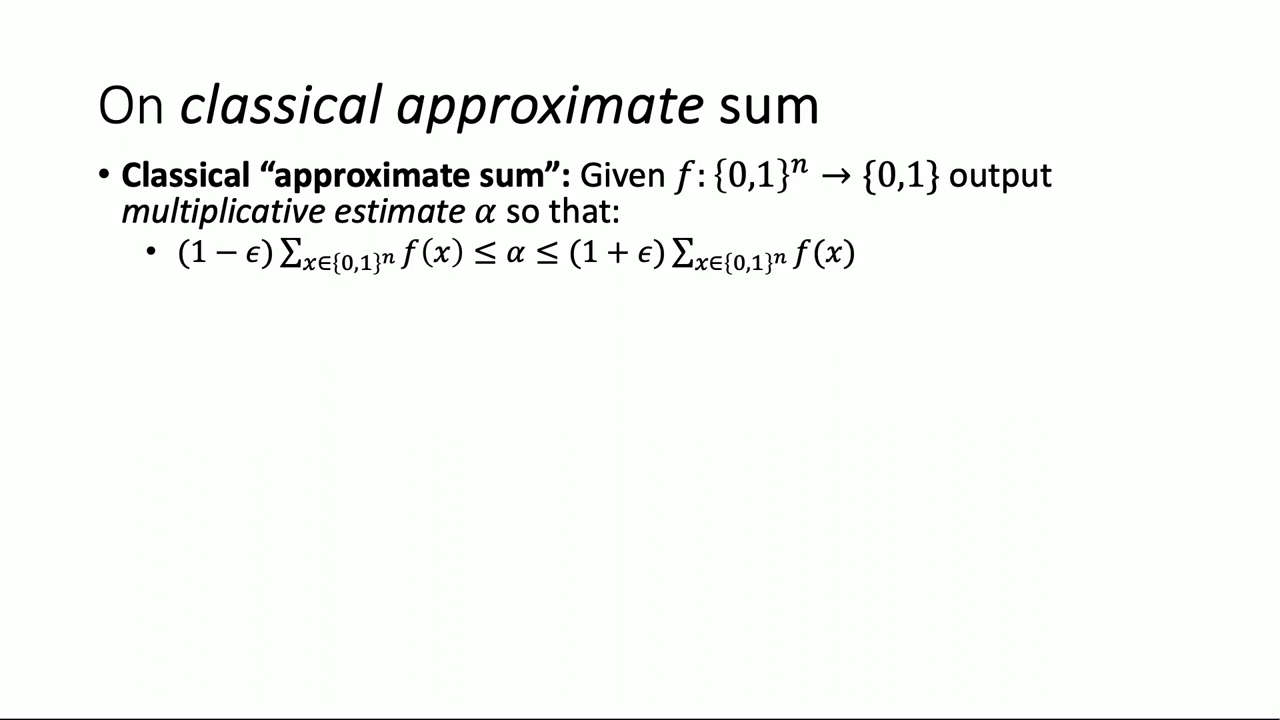 On classical approximate sum
• Classical “approximate sum”: Given 𝑓: {0,1}ⁿ → {0,1} output
multiplicative estimate 𝛼 so that:
• (1 − 𝜖) ∑_{𝑥∈{0,1}ⁿ} 𝑓(𝑥) ≤ 𝛼 ≤ (1 + 𝜖) ∑_{𝑥∈{0,1}ⁿ} 𝑓(𝑥)